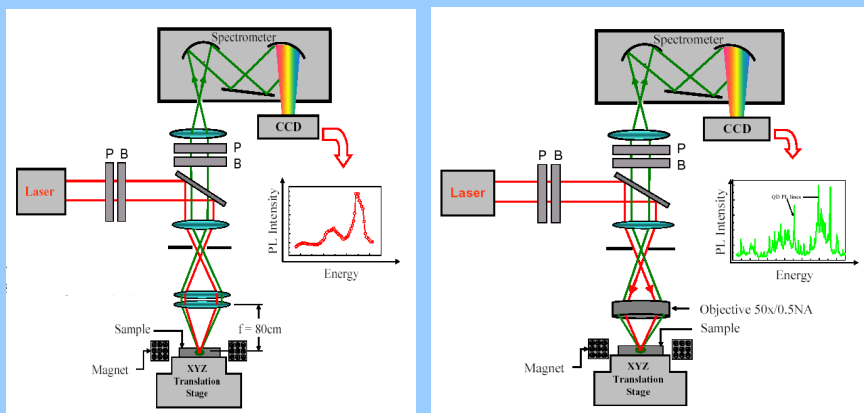 Spectrometer
CCD
P
B
P
B
Laser
PL Intensity
Energy
f = 80cm
Sample
Magnet
XYZ
Translation
Stage
Spectrometer
CCD
P
B
P
B
Laser
QD PL lines
PL Intensity
Energy
Objective 50x/0.5NA
Sample
Magnet
XYZ
Translation
Stage